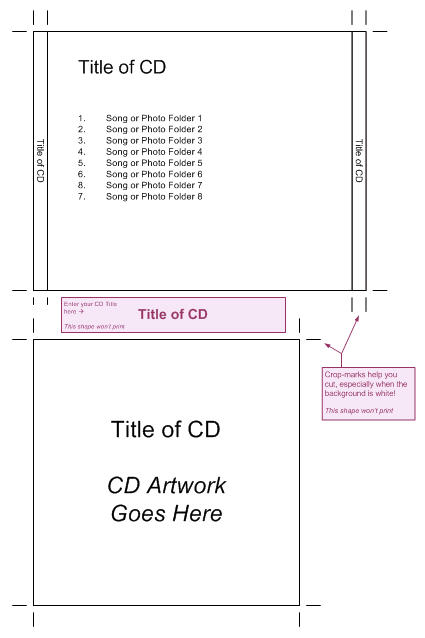 Title of CD
1. Song or Photo Folder 1
2. Song or Photo Folder 2
3. Song or Photo Folder 3
4. Song or Photo Folder 4
5. Song or Photo Folder 5
6. Song or Photo Folder 6
8. Song or Photo Folder 7
7. Song or Photo Folder 8
Title of CD
Title of CD
Enter your CD Title
here →
Title of CD
This shape won't print
Crop-marks help you
cut, especially when the
background is white!
This shape won't print
Title of CD
CD Artwork
Goes Here